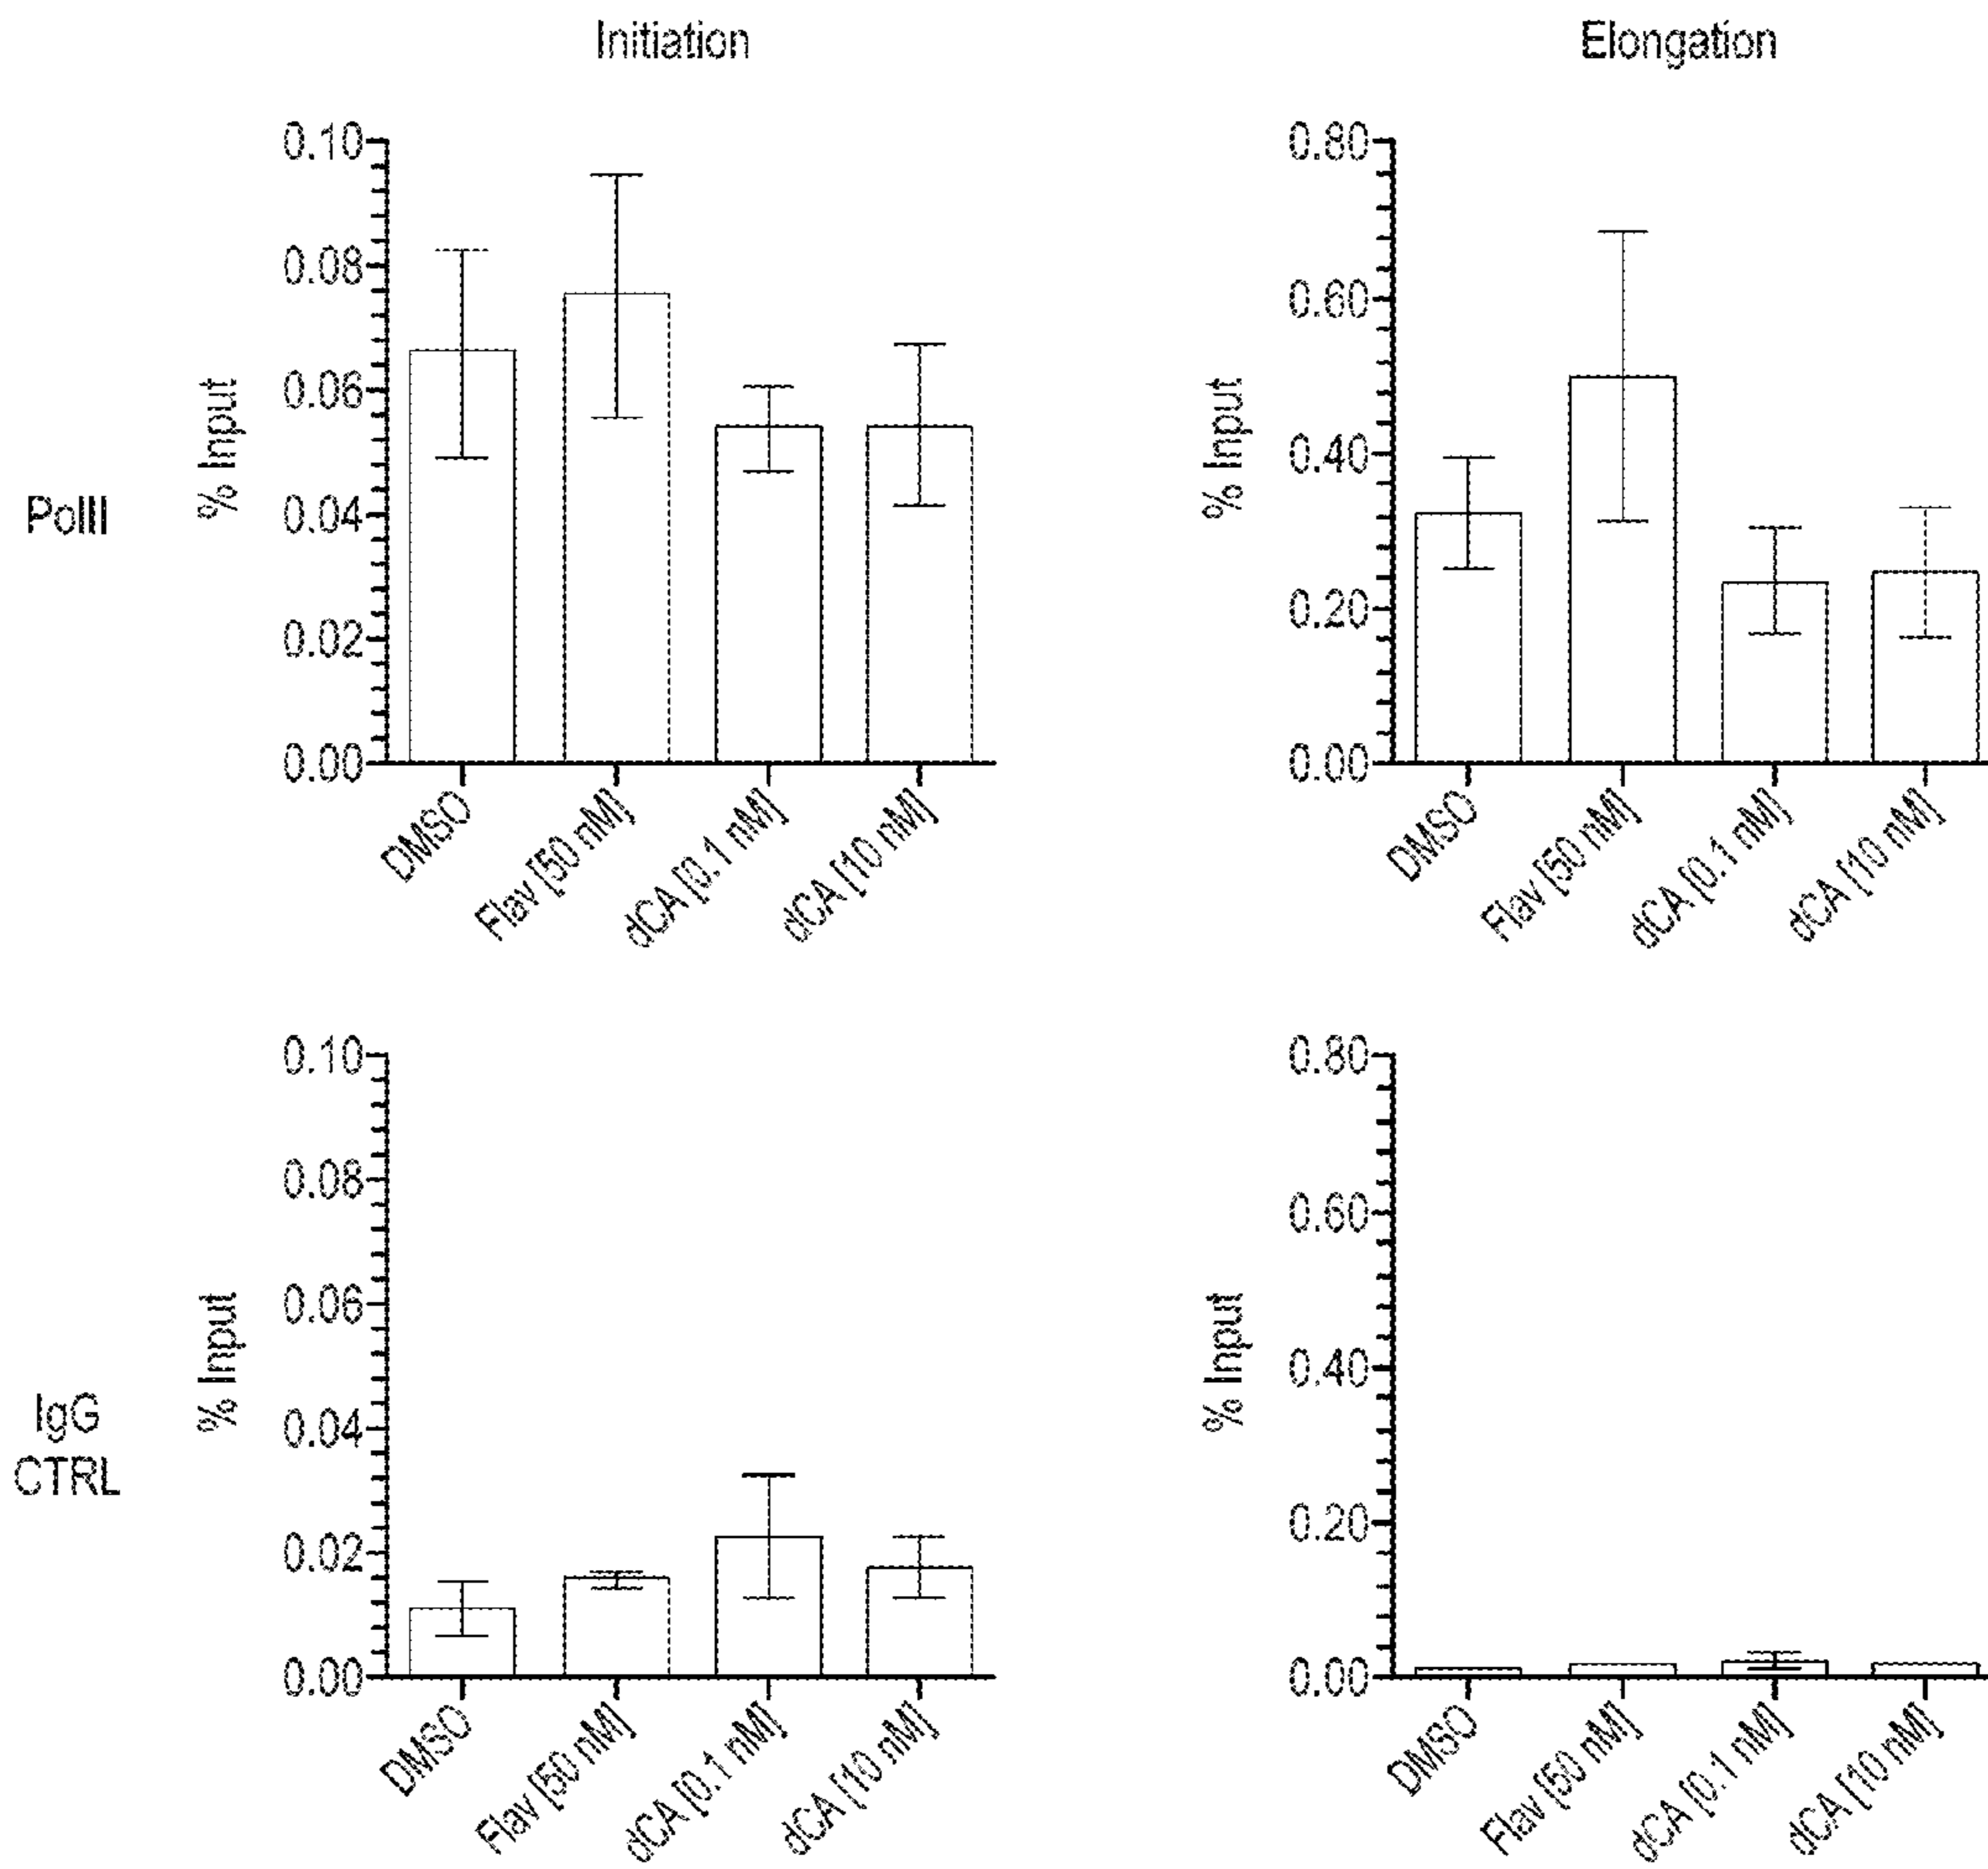 Initiation
Elongation
PolII
% Input
0.10
0.08
0.06
0.04
0.02
0.00
DMSO
Flav [50 nM]
dCA [0.1 nM]
dCA [10 nM]
% Input
0.80
0.60
0.40
0.20
0.00
DMSO
Flav [50 nM]
dCA [0.1 nM]
dCA [10 nM]
IgG
CTRL
% Input
0.10
0.08
0.06
0.04
0.02
0.00
DMSO
Flav [50 nM]
dCA [0.1 nM]
dCA [10 nM]
% Input
0.80
0.60
0.40
0.20
0.00
DMSO
Flav [50 nM]
dCA [0.1 nM]
dCA [10 nM]